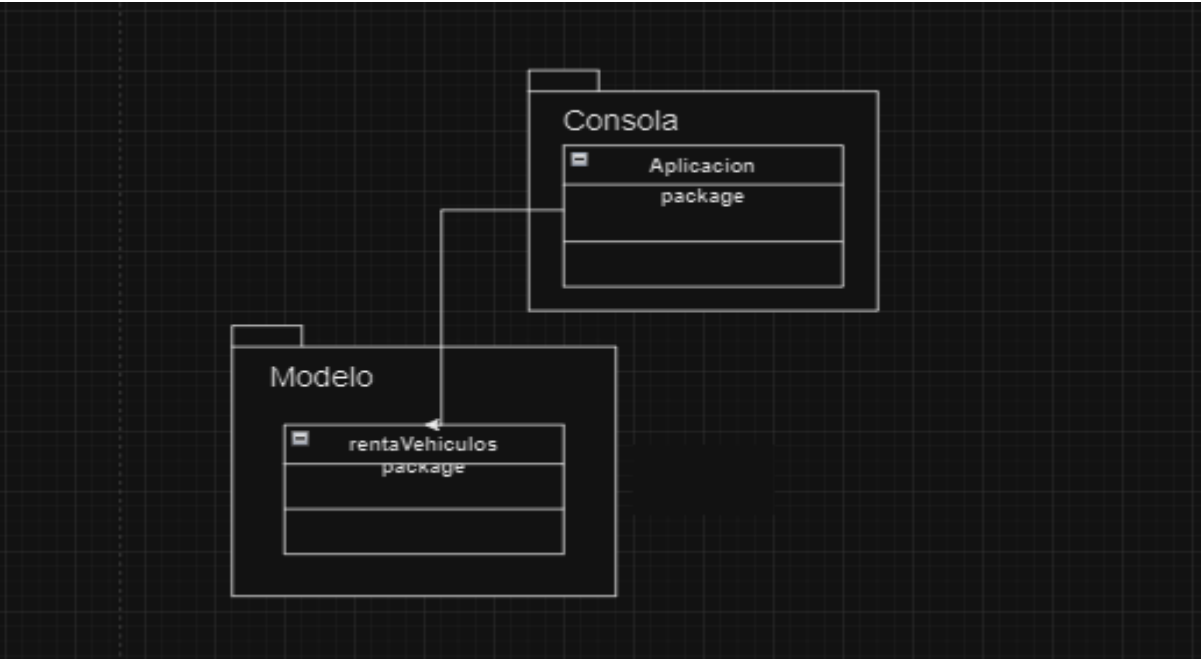 Consola
Aplicacion
package
Modelo
rentaVehiculos
package